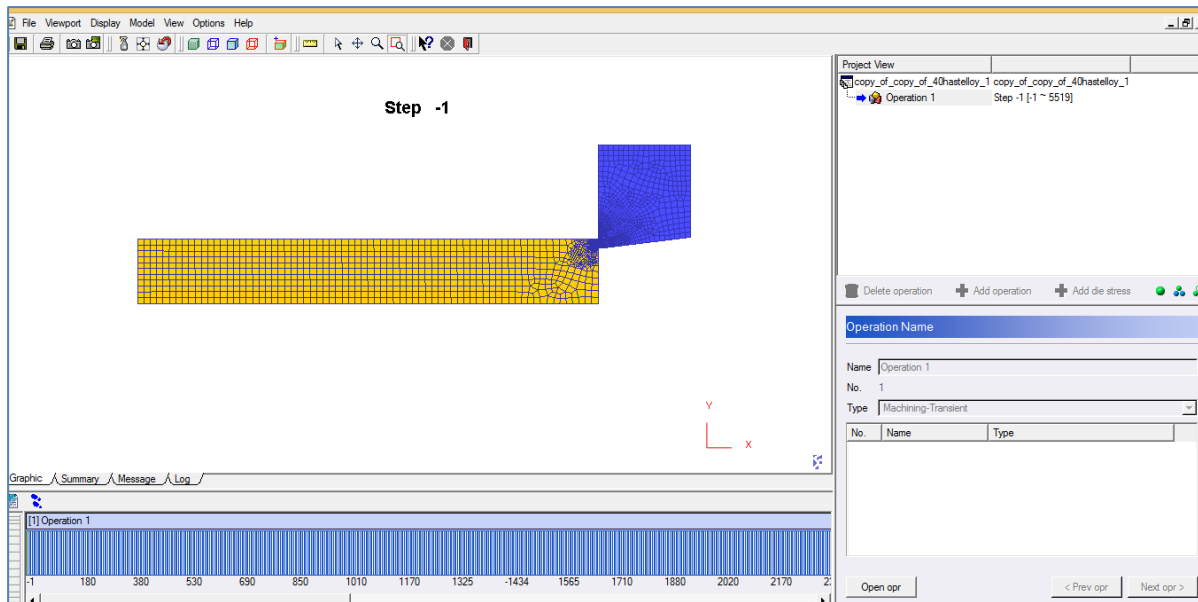 File Viewport Display Model View Options Help
Step -1
Y
X
Project View
copy_of_copy_of_40hastelloy_1 copy_of_copy_of_40hastelloy_1
Operation 1 Step -1 [-1 ~ 5519]
Delete operation Add operation Add die stress
Operation Name
Name Operation 1
No. 1
Type Machining-Transient
No. Name Type
Graphic Summary Message Log
[1] Operation 1
-1 180 380 530 690 850 1010 1170 1325 -1434 1565 1710 1880 2020 2170
Open opr < Prev opr Next opr >